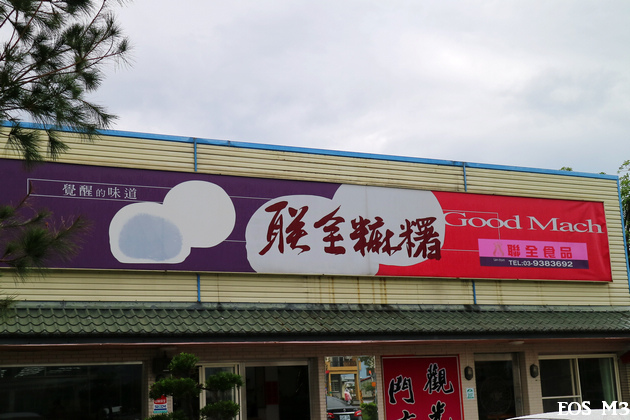 覺醒的味道
聯全麻糬
Good Mach
聯全食品
TEL:03-9383692
觀
門
EOS M3